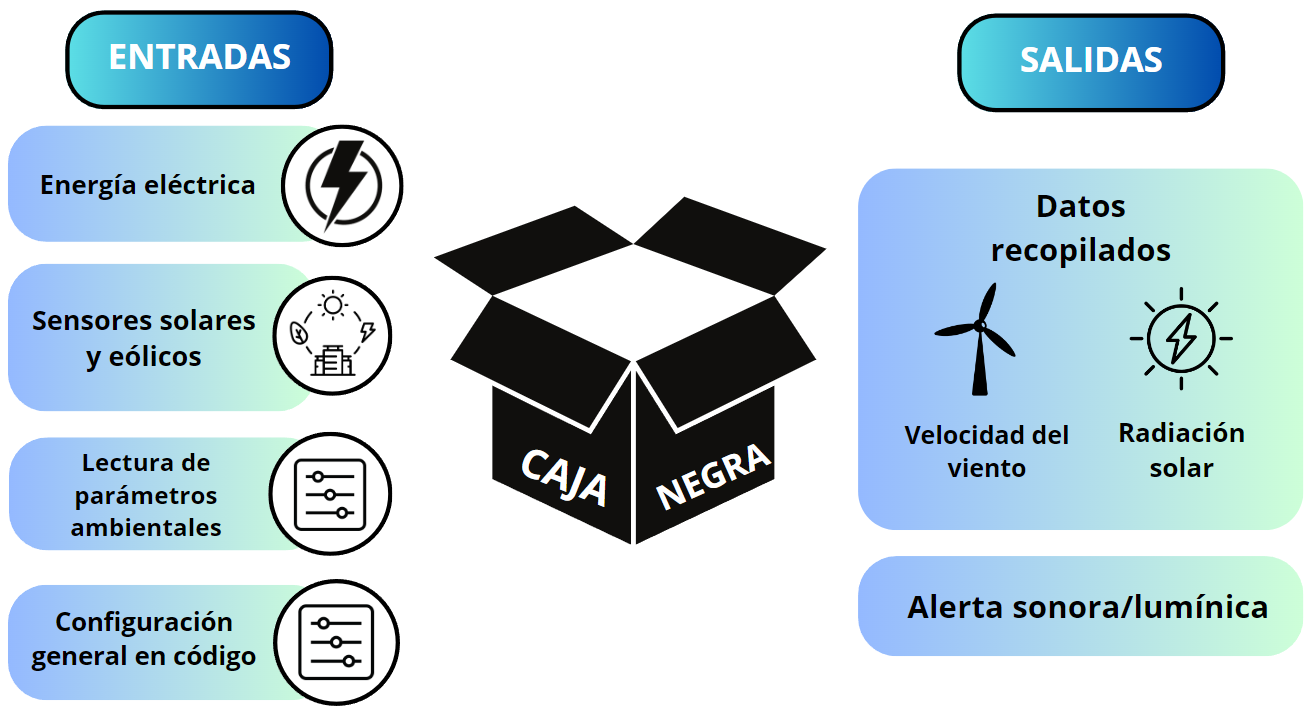 ENTRADAS
Energía eléctrica
Sensores solares
y eólicos
Lectura de
parámetros
ambientales
Configuración
general en código
CAJA
NEGRA
SALIDAS
Datos
recopilados
Velocidad del
viento
Radiación
solar
Alerta sonora/lumínica